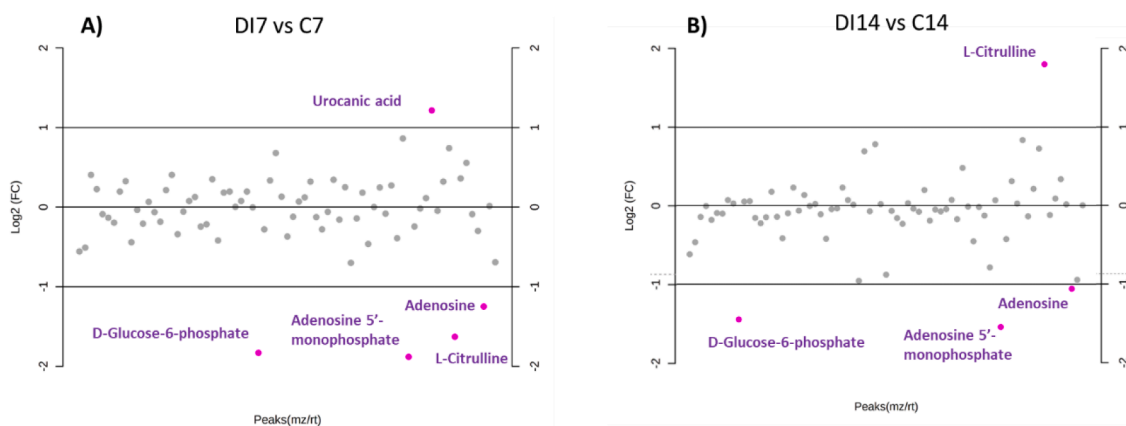 A)
DI7 vs C7
2
1
0
-1
-2
2
1
0
-1
-2
Log2 (FC)
Urocanic acid
Adenosine
D-Glucose-6-phosphate
Adenosine 5’-
monophosphate
L-Citrulline
Peaks(mz/rt)
B)
DI14 vs C14
2
1
0
-1
-2
2
1
0
-1
-2
Log2 (FC)
L-Citrulline
Adenosine
D-Glucose-6-phosphate
Adenosine 5’-
monophosphate
Peaks(mz/rt)